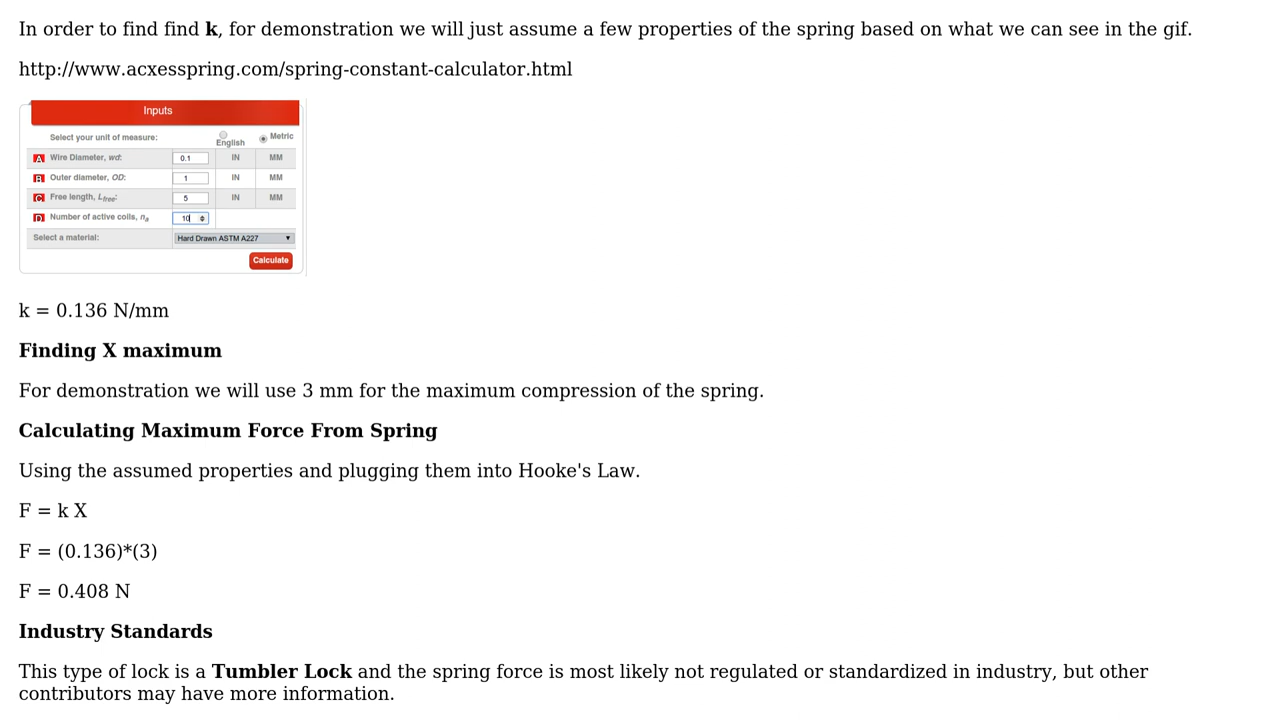 In order to find find k, for demonstration we will just assume a few properties of the spring based on what we can see in the gif.
http://www.acxesspring.com/spring-constant-calculator.html
Inputs
Select your unit of measure: English Metric
A Wire Diameter, wd: 0.1 IN MM
B Outer diameter, OD: 1 IN MM
C Free length, Lfree: 5 IN MM
D Number of active coils, na 10
Select a material: Hard Drawn ASTM A227
Calculate
k = 0.136 N/mm
Finding X maximum
For demonstration we will use 3 mm for the maximum compression of the spring.
Calculating Maximum Force From Spring
Using the assumed properties and plugging them into Hooke's Law.
F = k X
F = (0.136)*(3)
F = 0.408 N
Industry Standards
This type of lock is a Tumbler Lock and the spring force is most likely not regulated or standardized in industry, but other
contributors may have more information.